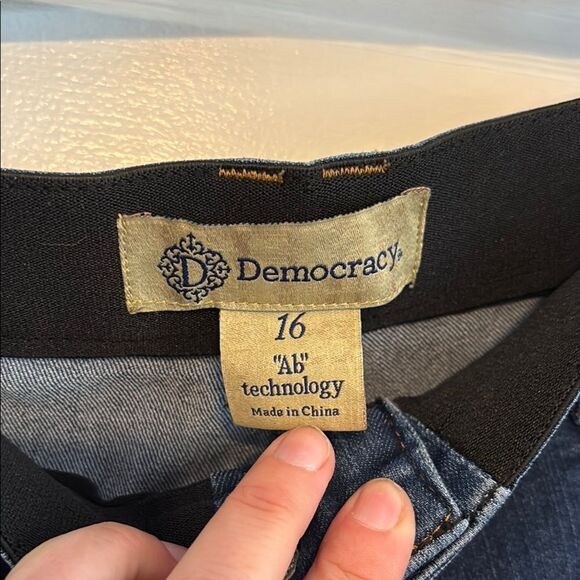 D Democracy
16
"Ab"
technology
Made in China